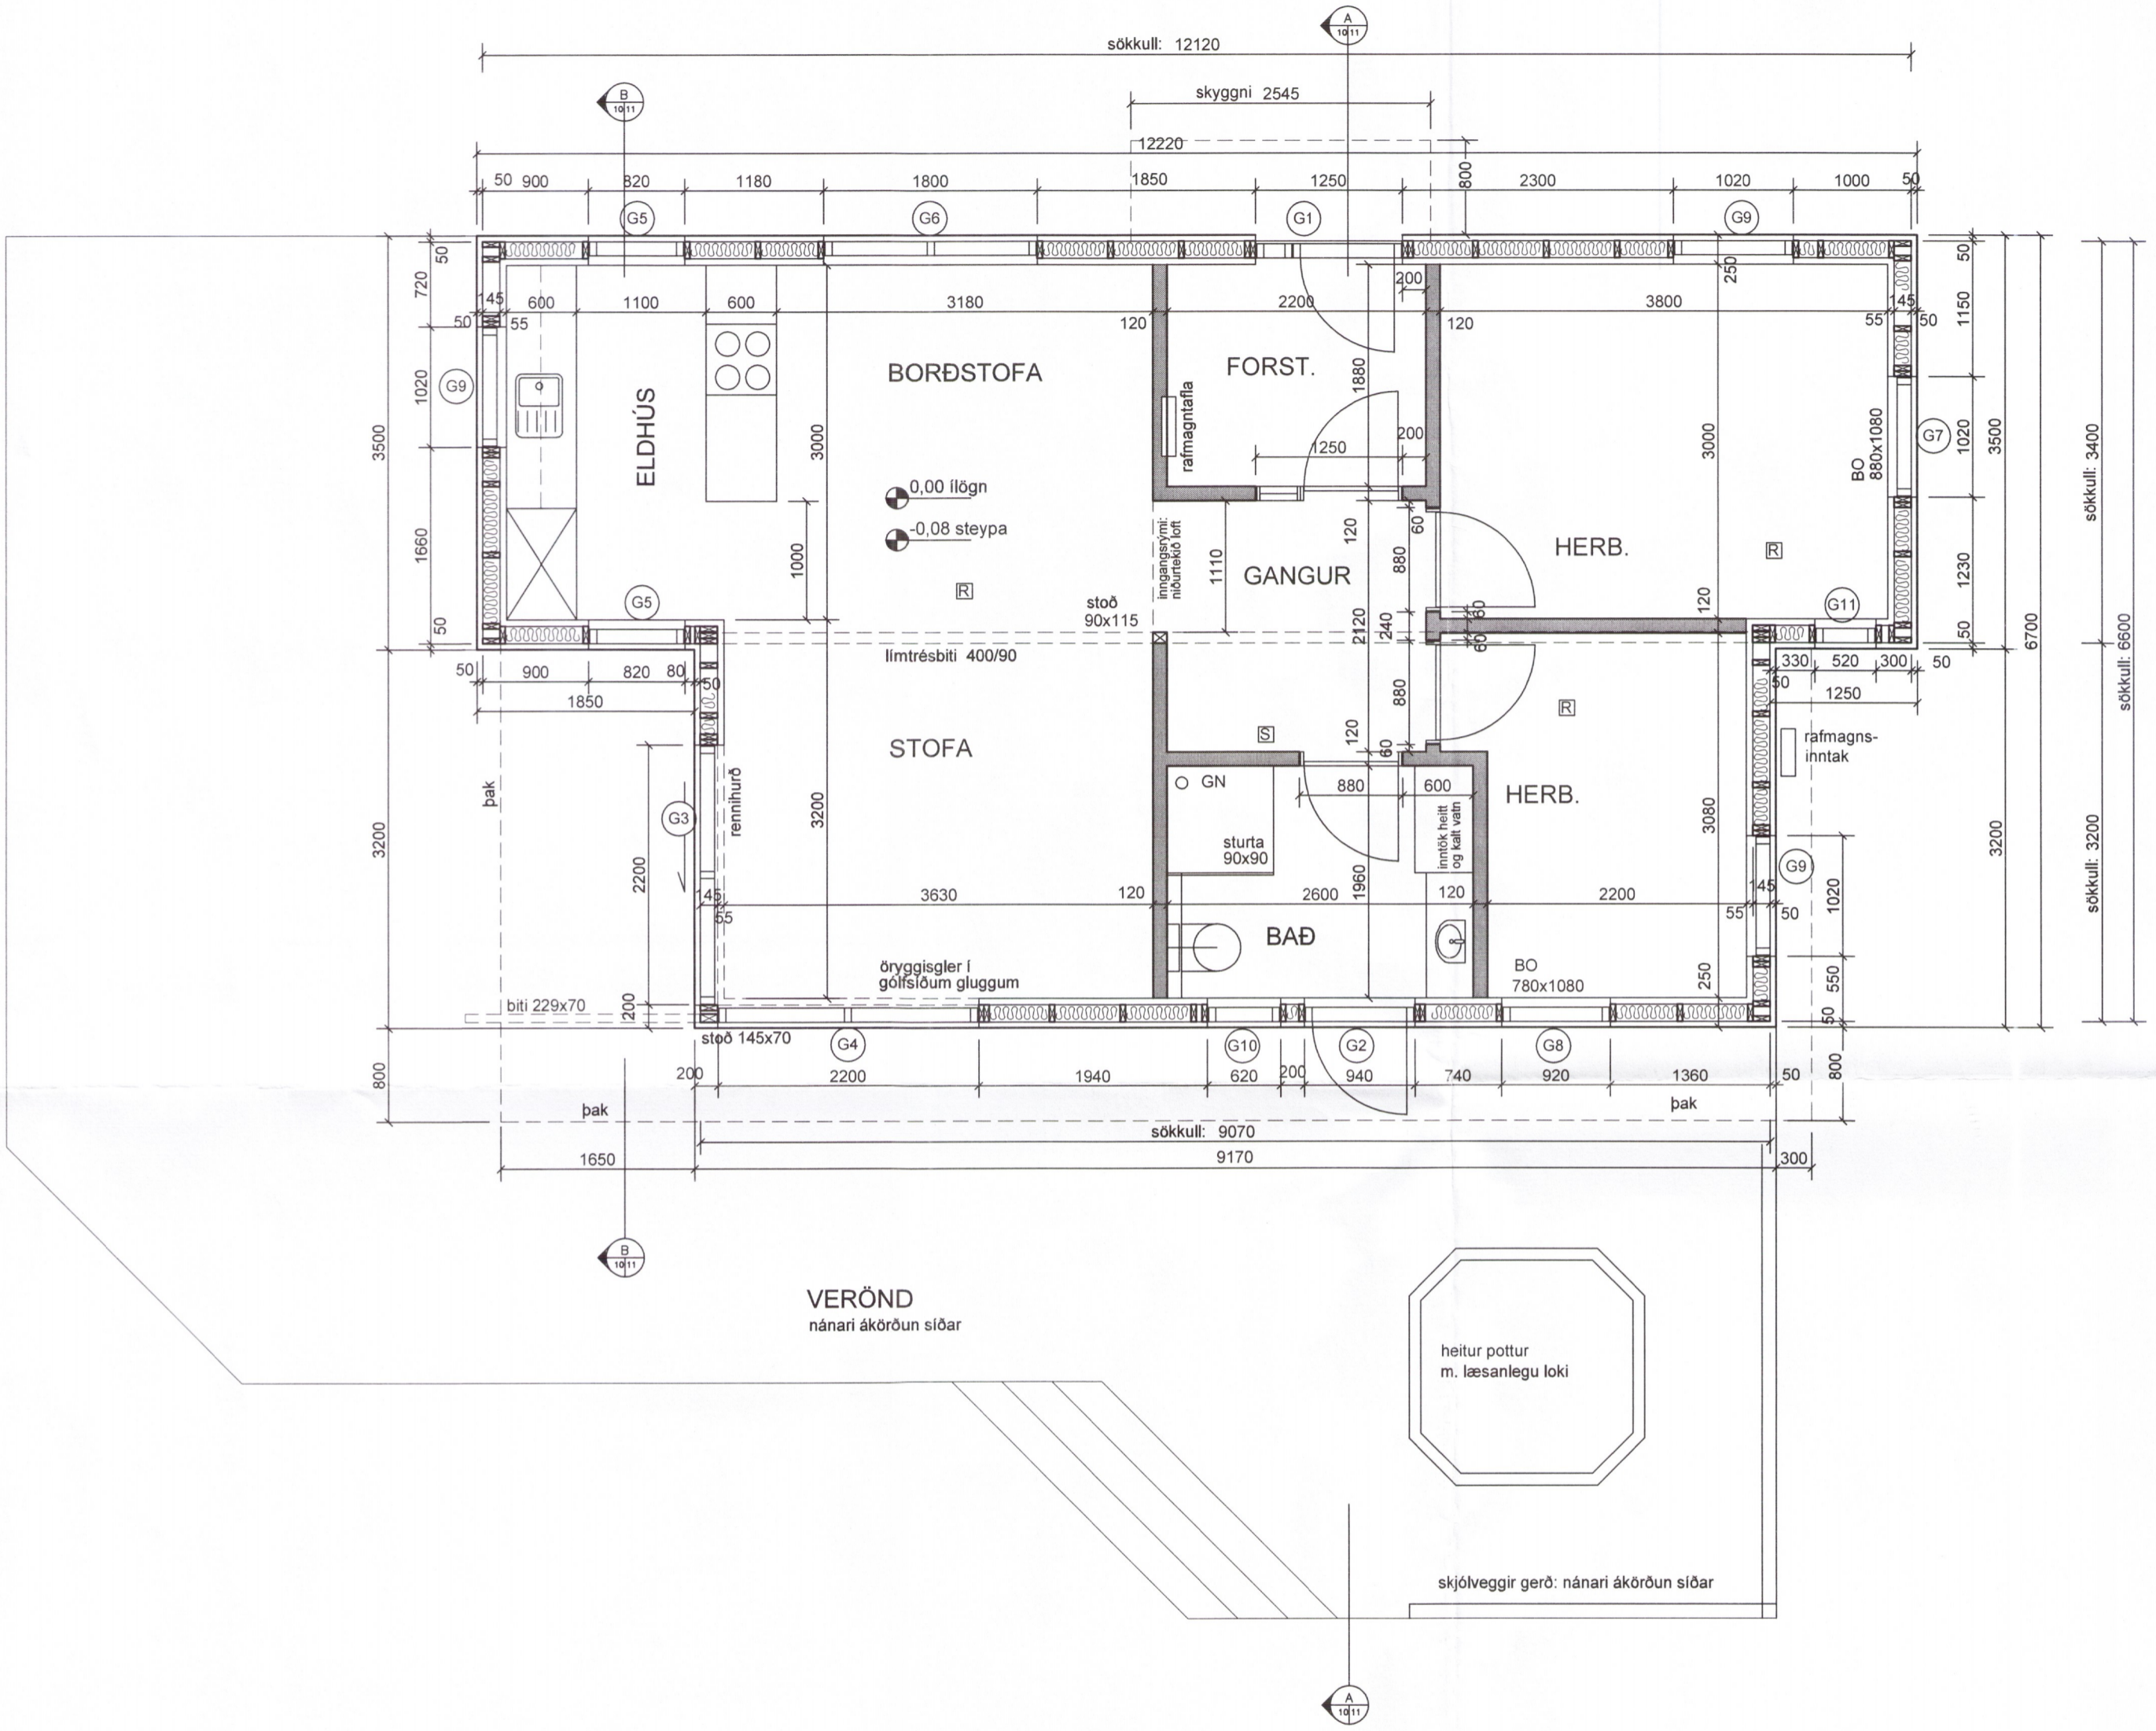 A
10 11
sökkull: 12120
B
10 11
skyggni 2545
12220
800
50 900 820 1180 1800 1850 1250 2300 1020 1000 50
G5 G6 G1 G9
50
720
1020
1660
50
3500
3200
800
G9
145 600 1100 600 3180 2200 200 3800 145
50 55 120 120 55 50
250
50
1150
1020
1230
50
3500
3200
6700
sökkull: 3400
sökkull: 3200
sökkull: 6600
ELDHÚS
BORÐSTOFA
FORST.
rafmagntafla
1880
3000
3000
1250 200
BO
880x1080
G7
0,00 ílögn
-0,08 steypa
R
1000
inngangsrými:
niðurtekið loft
1110
GANGUR
120
60
880
2120
240
60
60
880
120
60
HERB.
R
120
G5
stoð
90x115
límtrésbiti 400/90
G11
50 900 820 80 50
1850
330 520 300 50
50
1250
STOFA
S
R
rafmagns-
inntak
þak
G3
rennihurð
2200
200
3200
GN
880 600
sturta
90x90
inntök heitt
og kalt vatn
HERB.
3080
G9
1020
550
50
800
145 3630 120 2600 120 2200 145
55 55 50
1960
BAÐ
öryggisgler í
gólfsíðum gluggum
BO
780x1080
250
biti 229x70
stoð 145x70
G4 G10 G2 G8
200 2200 1940 620 200 940 740 920 1360 50
þak
þak
sökkull: 9070
1650 9170 300
B
10 11
VERÖND
nánari ákörðun síðar
heitur pottur
m. læsanlegu loki
skjólveggir gerð: nánari ákörðun síðar
A
10 11